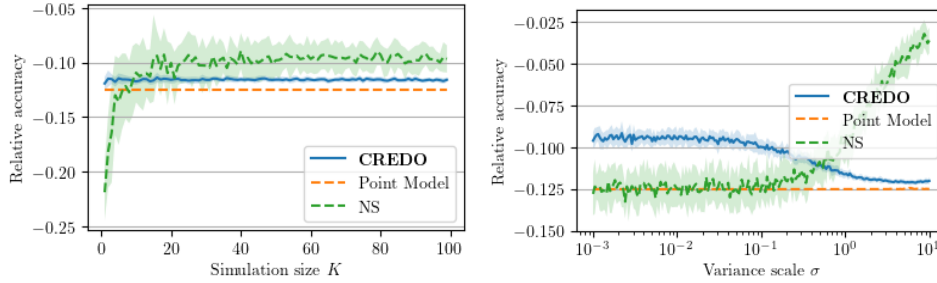 −0.05
−0.10
−0.15
−0.20
−0.25
Relative accuracy
0 20 40 60 80 100
Simulation size K
CREDO
Point Model
NS
−0.025
−0.050
−0.075
−0.100
−0.125
−0.150
Relative accuracy
10⁻³ 10⁻² 10⁻¹ 10⁰ 10¹
Variance scale σ
CREDO
Point Model
NS